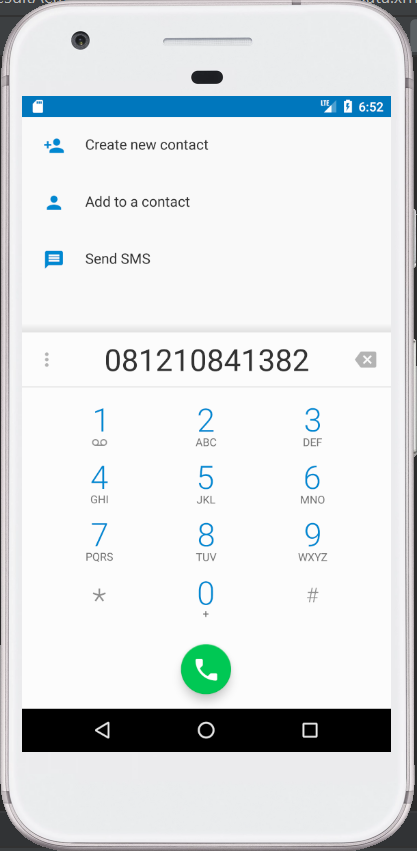 LTE 6:52
Create new contact
Add to a contact
Send SMS
081210841382
1 2 3
ABC DEF
4 5 6
GHI JKL MNO
7 8 9
PQRS TUV WXYZ
* 0 #
+